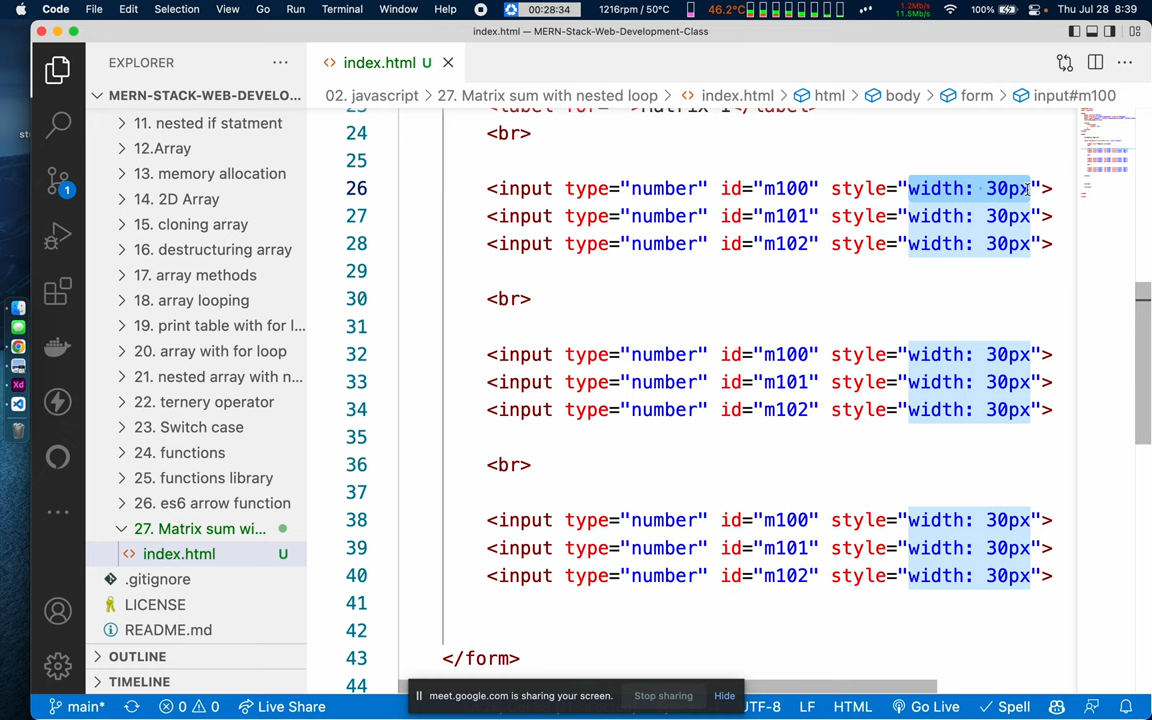 Code File Edit Selection View Go Run Terminal Window Help 00:28:34 1216rpm / 50°C 46.2°C 1.2MB/s 11.5MB/s 100% Thu Jul 28 8:39
index.html — MERN-Stack-Web-Development-Class
EXPLORER
index.html U
MERN-STACK-WEB-DEVELO...
02. javascript > 27. Matrix sum with nested loop > index.html > html > body > form > input#m100
11. nested if statment
12.Array
13. memory allocation
14. 2D Array
15. cloning array
16. destructuring array
17. array methods
18. array looping
19. print table with for l...
20. array with for loop
21. nested array with n...
22. ternery operator
23. Switch case
24. functions
25. functions library
26. es6 arrow function
27. Matrix sum wi...
index.html U
.gitignore
LICENSE
README.md
OUTLINE
TIMELINE
1
24 <br>
25
26 <input type="number" id="m100" style="width: 30px">
27 <input type="number" id="m101" style="width: 30px">
28 <input type="number" id="m102" style="width: 30px">
29
30 <br>
31
32 <input type="number" id="m100" style="width: 30px">
33 <input type="number" id="m101" style="width: 30px">
34 <input type="number" id="m102" style="width: 30px">
35
36 <br>
37
38 <input type="number" id="m100" style="width: 30px">
39 <input type="number" id="m101" style="width: 30px">
40 <input type="number" id="m102" style="width: 30px">
41
42
43 </form>
44
meet.google.com is sharing your screen. Stop sharing Hide
main* 0 0 Live Share UTF-8 LF HTML Go Live Spell
Xd